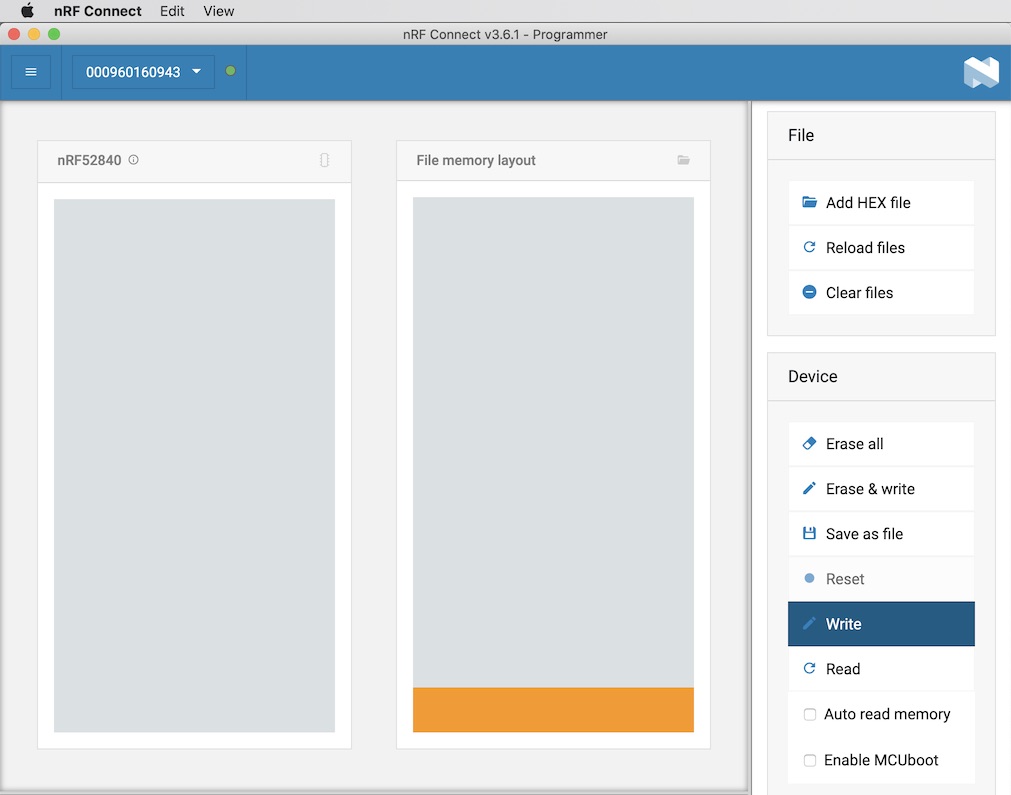 nRF Connect Edit View
nRF Connect v3.6.1 - Programmer
000960160943
nRF52840
File memory layout
File
Add HEX file
Reload files
Clear files
Device
Erase all
Erase & write
Save as file
Reset
Write
Read
Auto read memory
Enable MCUboot